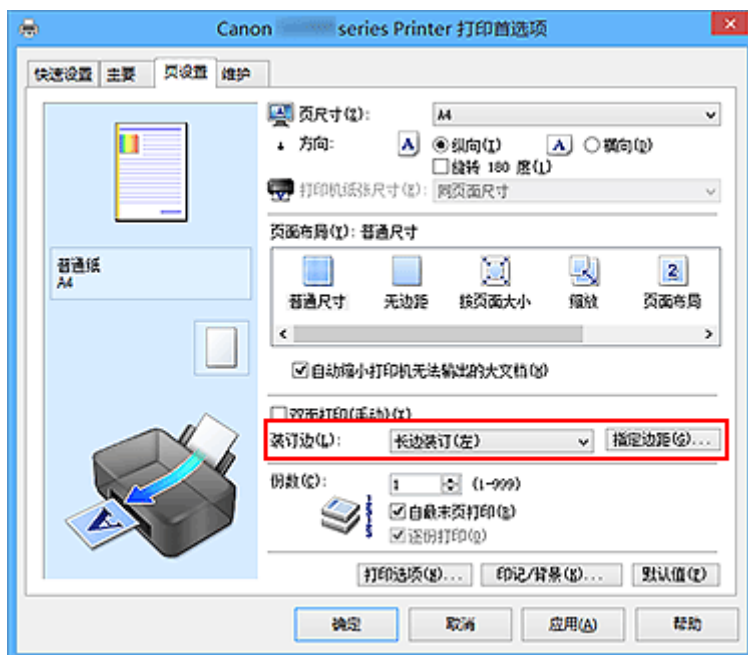 Canon series Printer 打印首选项
快速设置 主要 页设置 维护
页尺寸(Z): A4
方向: A 纵向(I) A 横向(D)
旋转 180 度(J)
打印机纸张尺寸(E): 同页面尺寸
页面布局(Y): 普通尺寸
普通纸
A4
普通尺寸 无边距 按页面大小 缩放 页面布局
自动缩小打印机无法输出的大文档(X)
双面打印(手动)(X)
装订边(L): 长边装订(左) 指定边距(G)...
份数(C): 1 (1-999)
自最末页打印(S)
逐份打印(O)
打印选项(N)... 印记/背景(K)... 默认值(F)
确定 取消 应用(A) 帮助